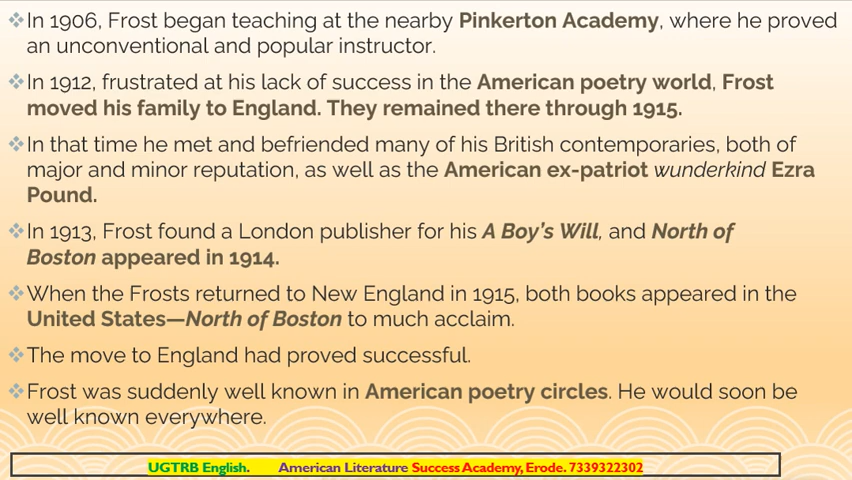 ❖In 1906, Frost began teaching at the nearby Pinkerton Academy, where he proved
an unconventional and popular instructor.
❖In 1912, frustrated at his lack of success in the American poetry world, Frost
moved his family to England. They remained there through 1915.
❖In that time he met and befriended many of his British contemporaries, both of
major and minor reputation, as well as the American ex-patriot wunderkind Ezra
Pound.
❖In 1913, Frost found a London publisher for his A Boy’s Will, and North of
Boston appeared in 1914.
❖When the Frosts returned to New England in 1915, both books appeared in the
United States—North of Boston to much acclaim.
❖The move to England had proved successful.
❖Frost was suddenly well known in American poetry circles. He would soon be
well known everywhere.
UGTRB English. American Literature Success Academy, Erode. 7339322302